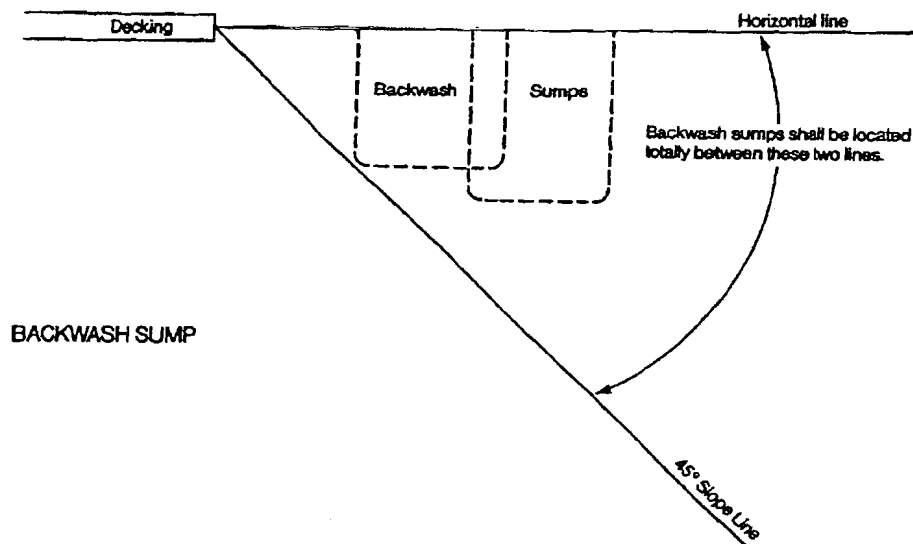 Decking
Horizontal line
Backwash
Sumps
Backwash sumps shall be located
totally between these two lines.
BACKWASH SUMP
45° Slope Line